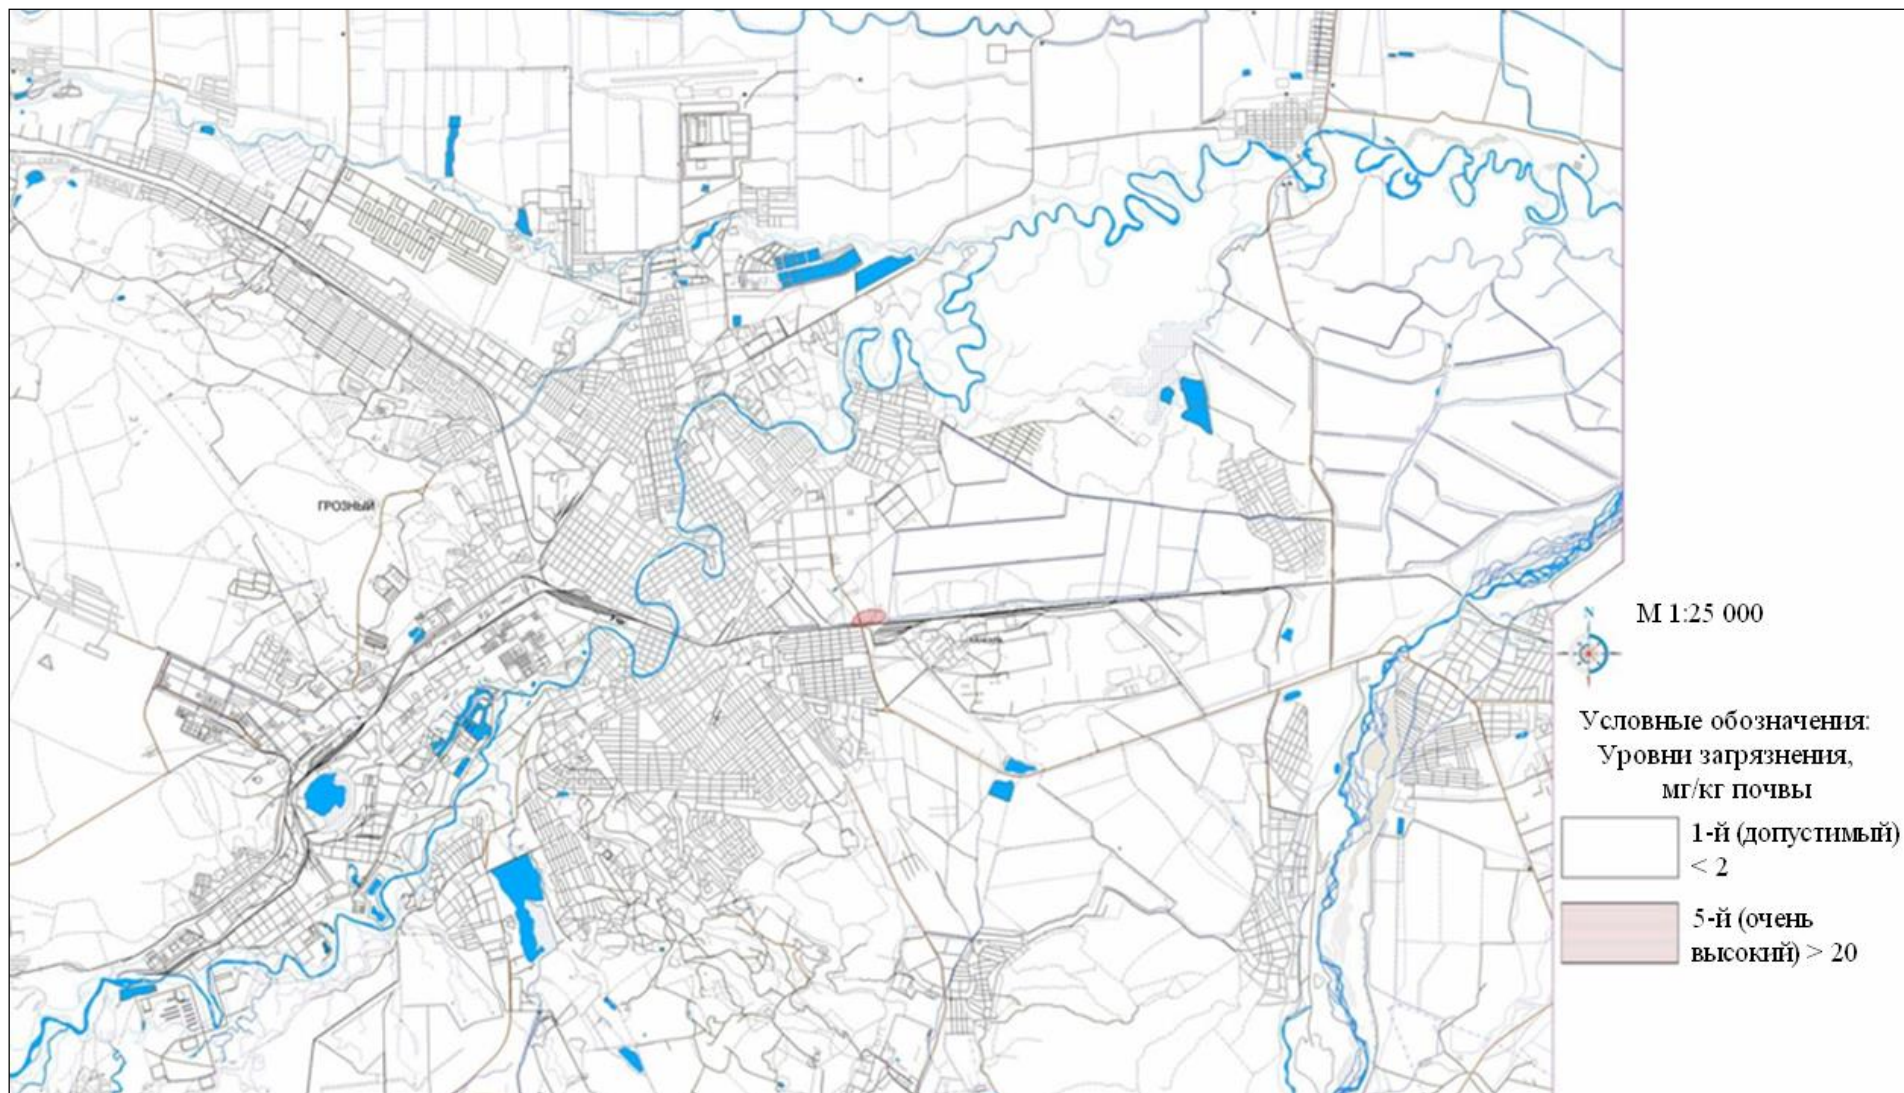 ГРОЗНЫЙ
N
М 1:25 000
Условные обозначения:
Уровни загрязнения,
мг/кг почвы
1-й (допустимый)
< 2
5-й (очень
высокий) > 20